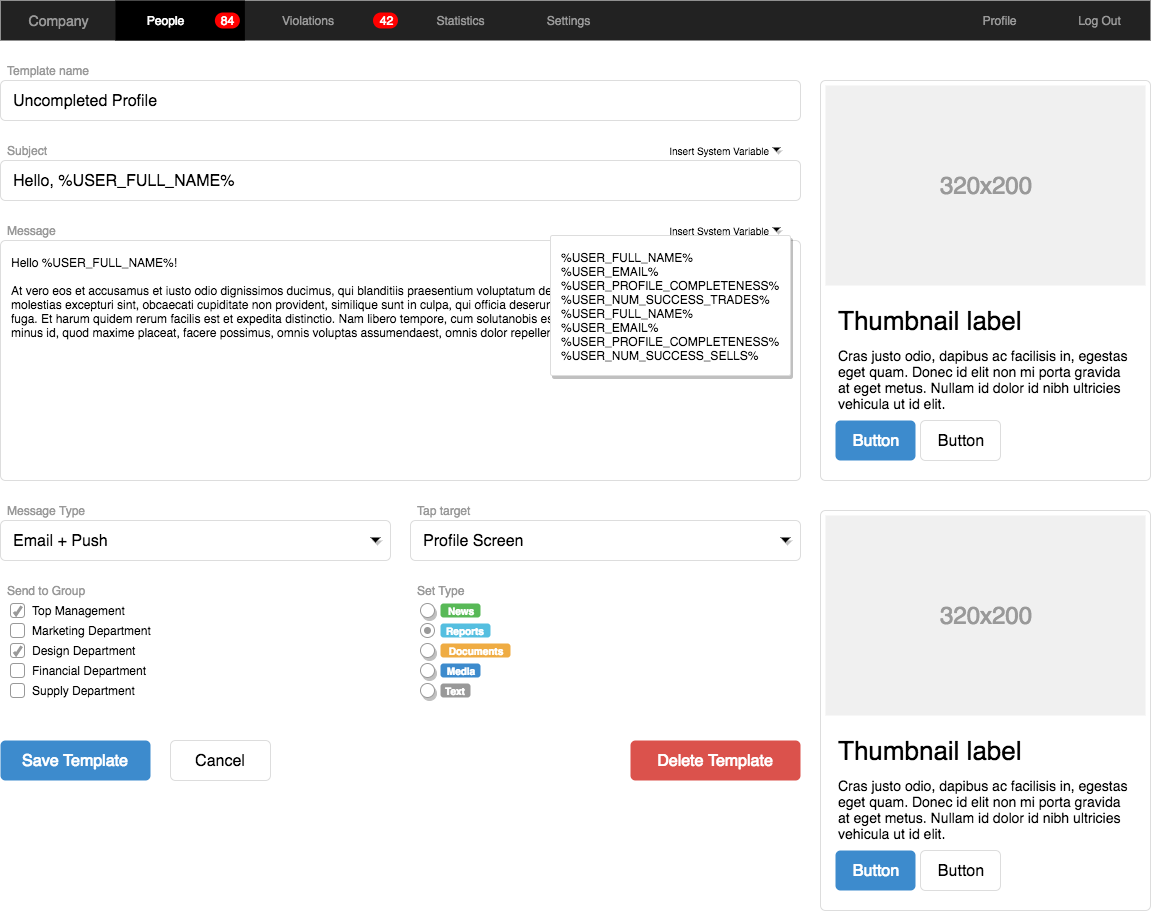 Company People 84 Violations 42 Statistics Settings Profile Log Out
Template name
Uncompleted Profile
Subject Insert System Variable
Hello, %USER_FULL_NAME%
Message Insert System Variable
Hello %USER_FULL_NAME%!
At vero eos et accusamus et iusto odio dignissimos ducimus, qui blanditiis praesentium voluptatum
molestias excepturi sint, obcaecati cupiditate non provident, similique sunt in culpa, qui officia
fuga. Et harum quidem rerum facilis est et expedita distinctio. Nam libero tempore, cum solutanobis
minus id, quod maxime placeat, facere possimus, omnis voluptas assumendaest, omnis dolor
%USER_FULL_NAME%
%USER_EMAIL%
%USER_PROFILE_COMPLETENESS%
%USER_NUM_SUCCESS_TRADES%
%USER_FULL_NAME%
%USER_EMAIL%
%USER_PROFILE_COMPLETENESS%
%USER_NUM_SUCCESS_SELLS%
Message Type
Email + Push
Tap target
Profile Screen
Send to Group
Top Management
Marketing Department
Design Department
Financial Department
Supply Department
Set Type
News
Reports
Documents
Media
Text
Save Template
Cancel
Delete Template
320x200
Thumbnail label
Cras justo odio, dapibus ac facilisis in, egestas
eget quam. Donec id elit non mi porta gravida
at eget metus. Nullam id dolor id nibh ultricies
vehicula ut id elit.
Button Button
320x200
Thumbnail label
Cras justo odio, dapibus ac facilisis in, egestas
eget quam. Donec id elit non mi porta gravida
at eget metus. Nullam id dolor id nibh ultricies
vehicula ut id elit.
Button Button